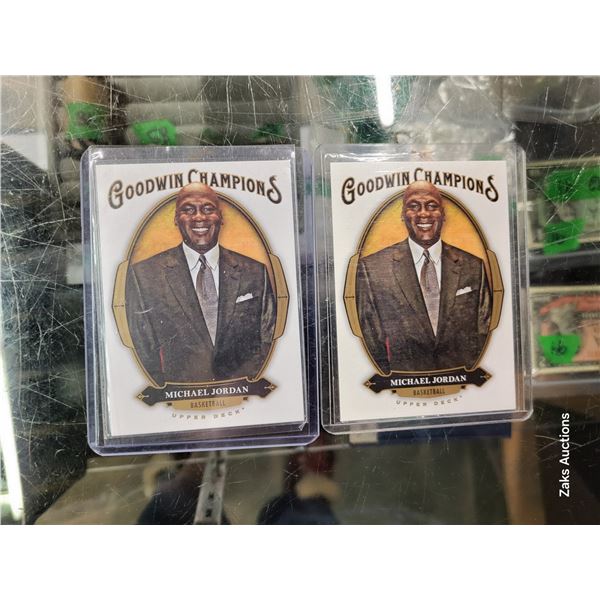 GOODWIN CHAMPIONS
MICHAEL JORDAN
BASKETBALL
UPPER DECK
GOODWIN CHAMPIONS
MICHAEL JORDAN
BASKETBALL
UPPER DECK
Zaks Auctions